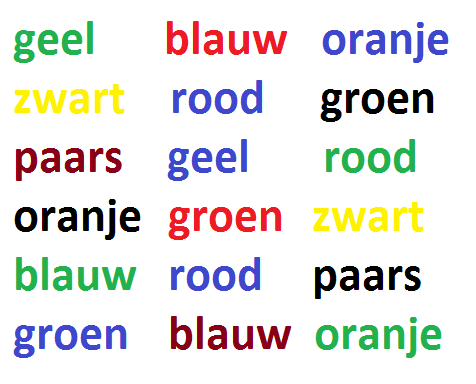 geel blauw oranje
zwart rood groen
paars geel rood
oranje groen zwart
blauw rood paars
groen blauw oranje